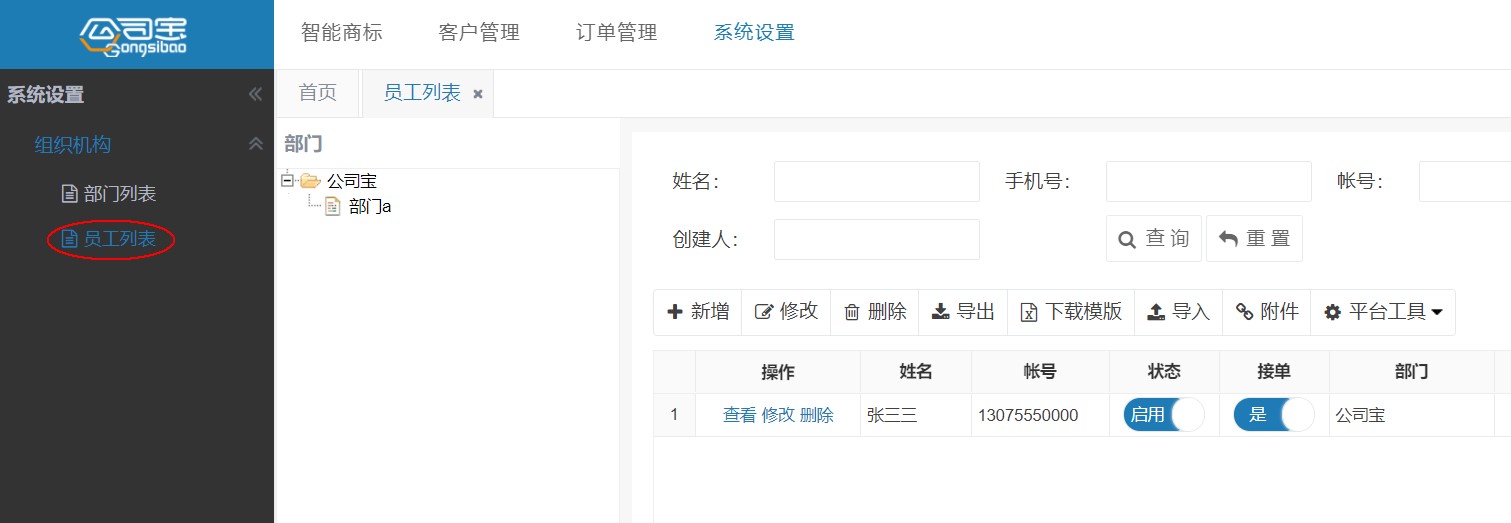 公司宝 智能商标 客户管理 订单管理 系统设置
Gongsibao
系统设置 首页 员工列表
组织机构 部门
部门列表 公司宝 姓名: 手机号: 帐号:
员工列表 部门a 创建人: 查 询 重 置
新增 修改 删除 导出 下载模版 导入 附件 平台工具
操作 姓名 帐号 状态 接单 部门
1 查看 修改 删除 张三三 13075550000 启用 是 公司宝